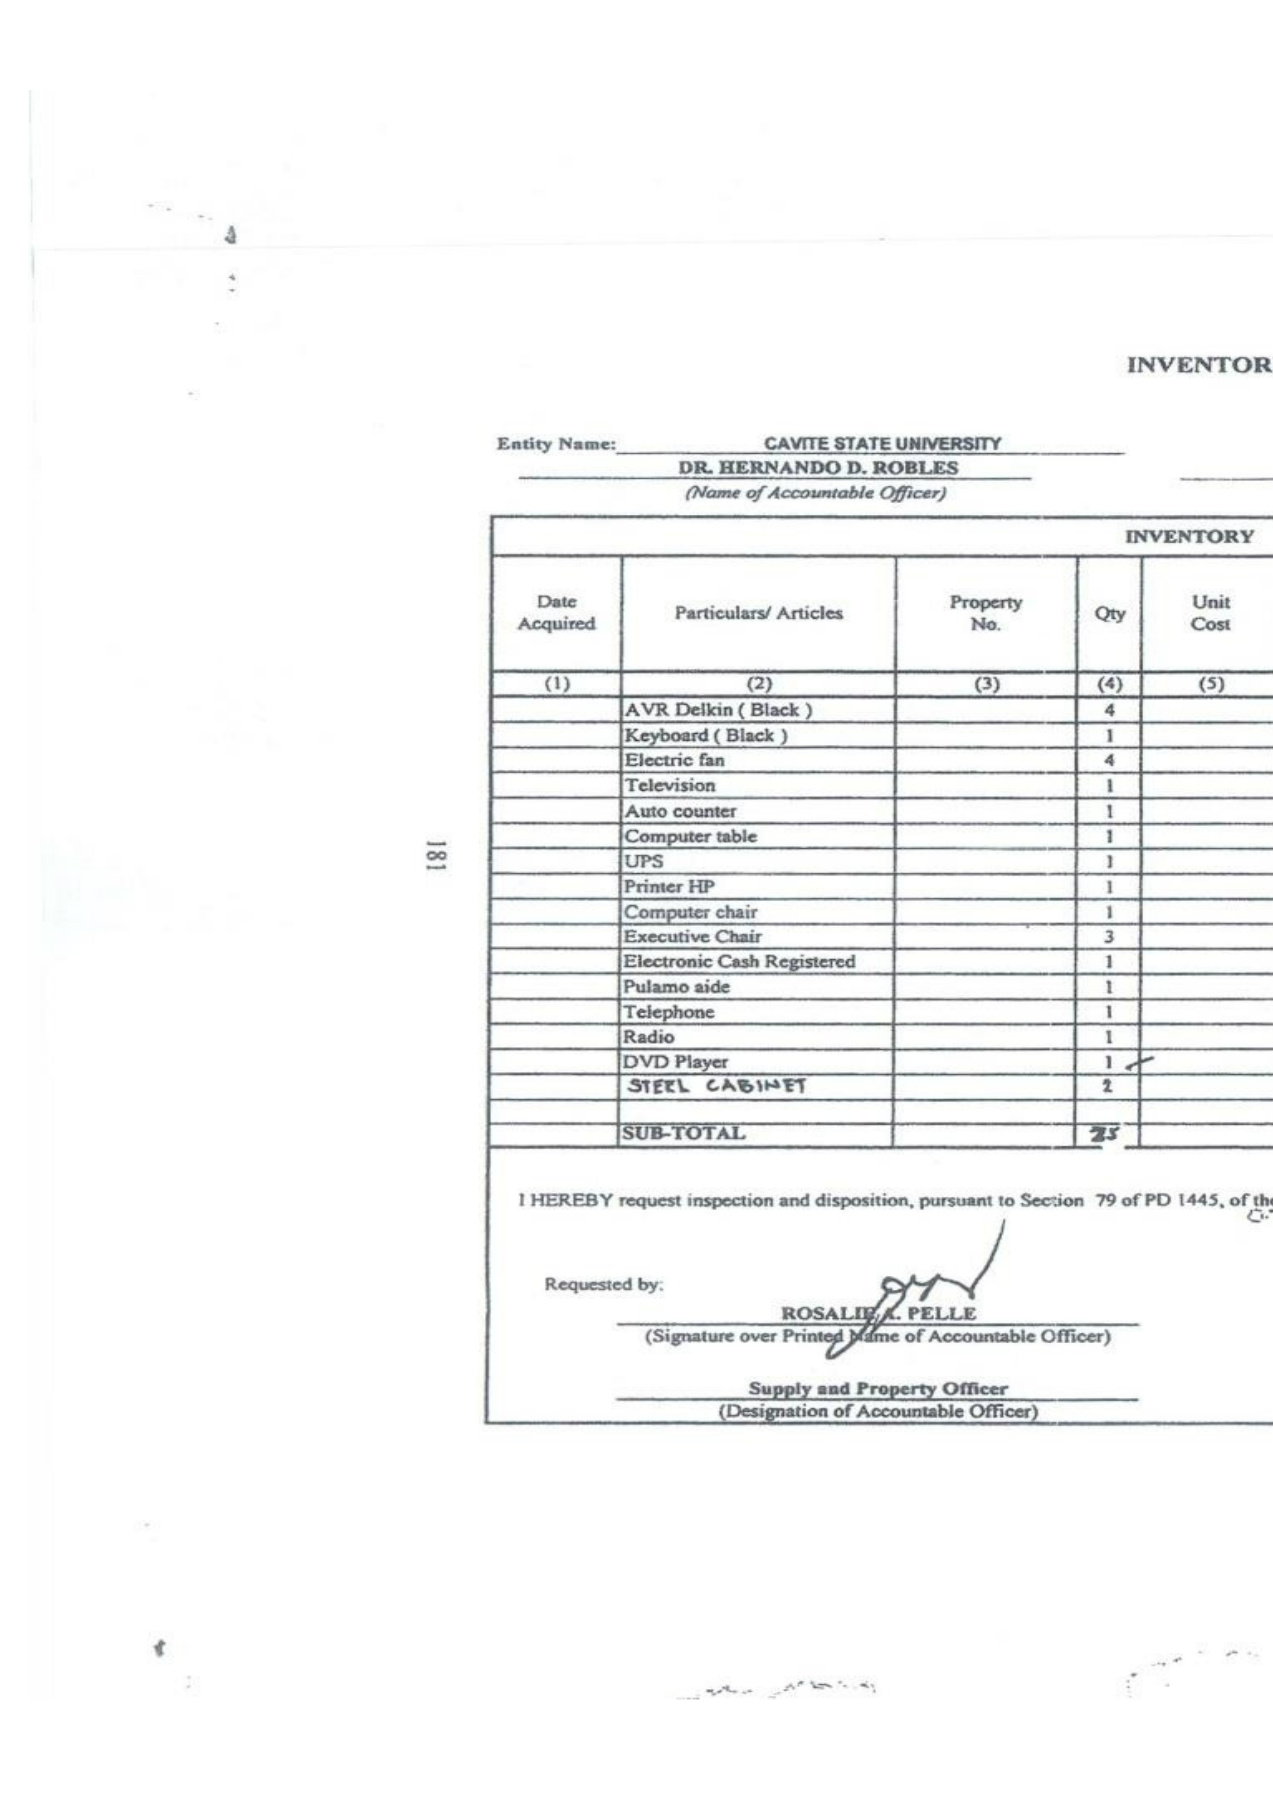 INVENTOR
Entity Name: CAVITE STATE UNIVERSITY
DR. HERNANDO D. ROBLES
(Name of Accountable Officer)
INVENTORY
Date Acquired Particulars/ Articles Property No. Qty Unit Cost
(1) (2) (3) (4) (5)
AVR Delkin ( Black ) 4
Keyboard ( Black ) 1
Electric fan 4
Television 1
Auto counter 1
Computer table 1
UPS 1
Printer HP 1
Computer chair 1
Executive Chair 3
Electronic Cash Registered 1
Pulamo aide 1
Telephone 1
Radio 1
DVD Player 1
STEEL CABINET 2
SUB-TOTAL 25
181
I HEREBY request inspection and disposition, pursuant to Section 79 of PD 1445, of the
Requested by:
ROSALIE A. PELLE
(Signature over Printed Name of Accountable Officer)
Supply and Property Officer
(Designation of Accountable Officer)